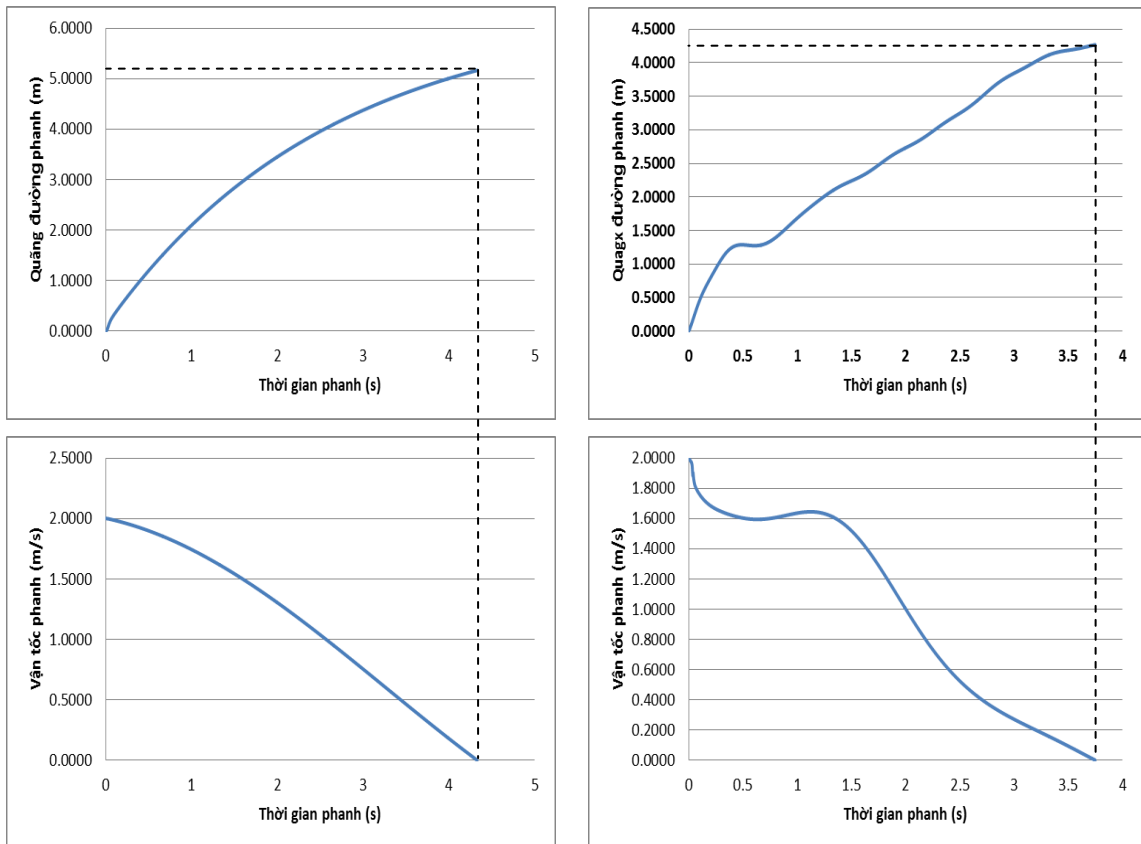 6.0000
5.0000
4.0000
3.0000
2.0000
1.0000
0.0000
Quãng đường phanh (m)
0 1 2 3 4 5
Thời gian phanh (s)
4.5000
4.0000
3.5000
3.0000
2.5000
2.0000
1.5000
1.0000
0.5000
0.0000
Quagx đường phanh (m)
0 0.5 1 1.5 2 2.5 3 3.5 4
Thời gian phanh (s)
2.5000
2.0000
1.5000
1.0000
0.5000
0.0000
Vận tốc phanh (m/s)
0 1 2 3 4 5
Thời gian phanh (s)
2.0000
1.8000
1.6000
1.4000
1.2000
1.0000
0.8000
0.6000
0.4000
0.2000
0.0000
Vận tốc phanh (m/s)
0 0.5 1 1.5 2 2.5 3 3.5 4
Thời gian phanh (s)